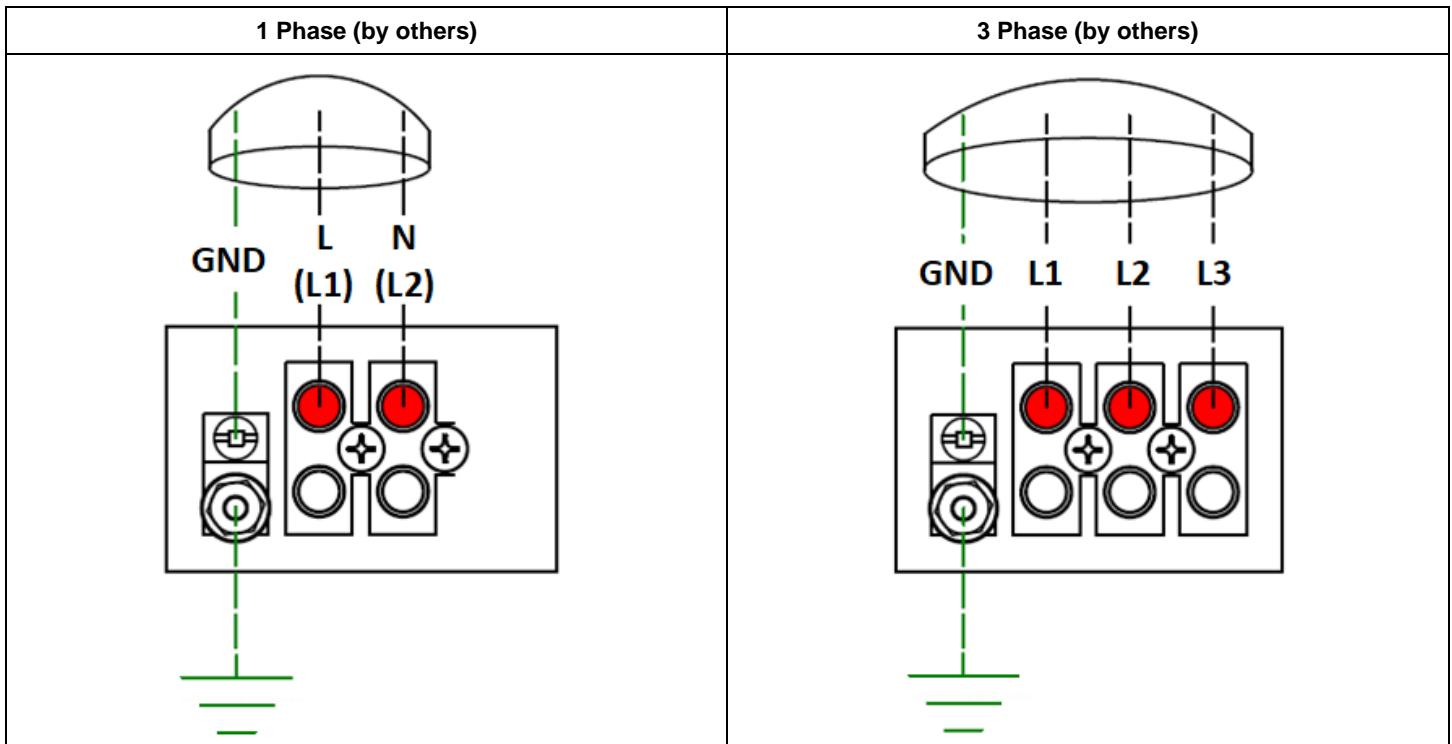 1 Phase (by others)
3 Phase (by others)
GND
L
(L1)
N
(L2)
GND
L1
L2
L3